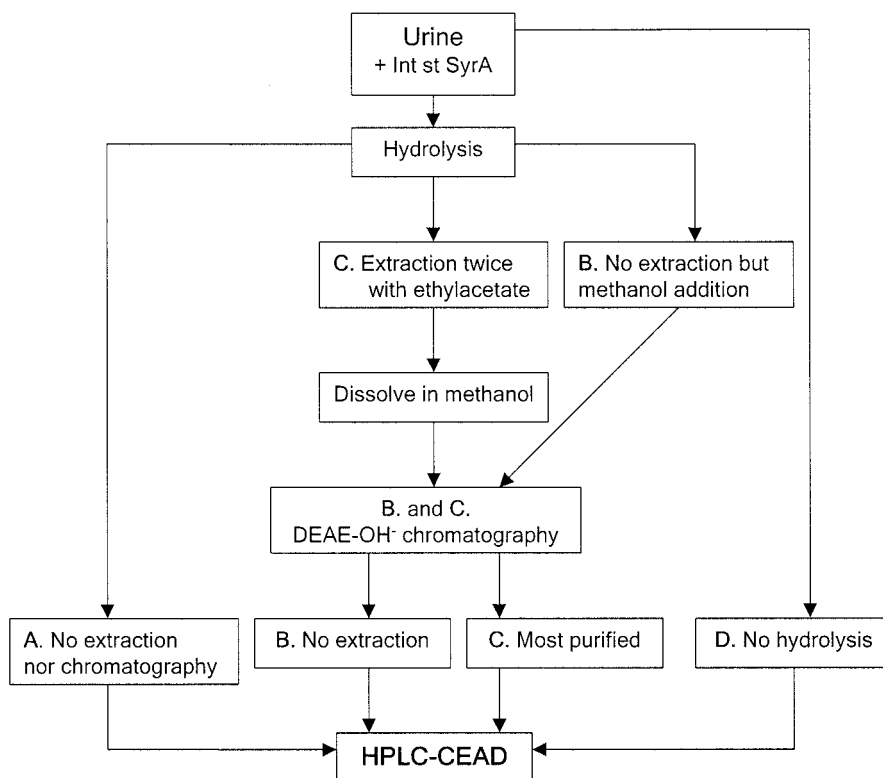 Urine
+ Int st SyrA
Hydrolysis
C. Extraction twice
with ethylacetate
B. No extraction but
methanol addition
Dissolve in methanol
B. and C.
DEAE-OH⁻ chromatography
A. No extraction
nor chromatography
B. No extraction
C. Most purified
D. No hydrolysis
HPLC-CEAD